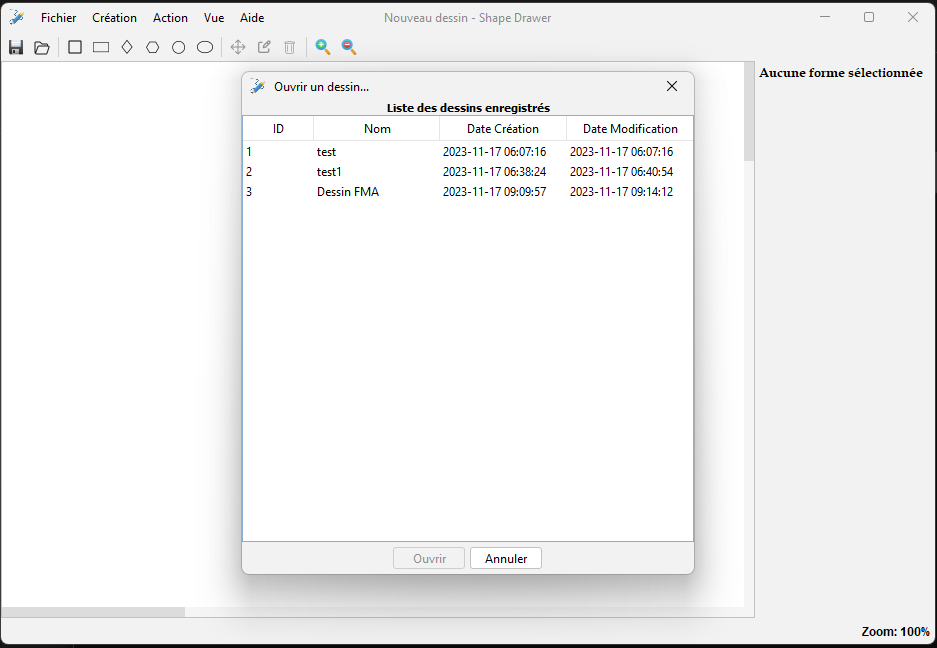 Fichier Création Action Vue Aide Nouveau dessin - Shape Drawer
Aucune forme sélectionnée
Ouvrir un dessin...
Liste des dessins enregistrés
ID Nom Date Création Date Modification
1 test 2023-11-17 06:07:16 2023-11-17 06:07:16
2 test1 2023-11-17 06:38:24 2023-11-17 06:40:54
3 Dessin FMA 2023-11-17 09:09:57 2023-11-17 09:14:12
Ouvrir Annuler
Zoom: 100%